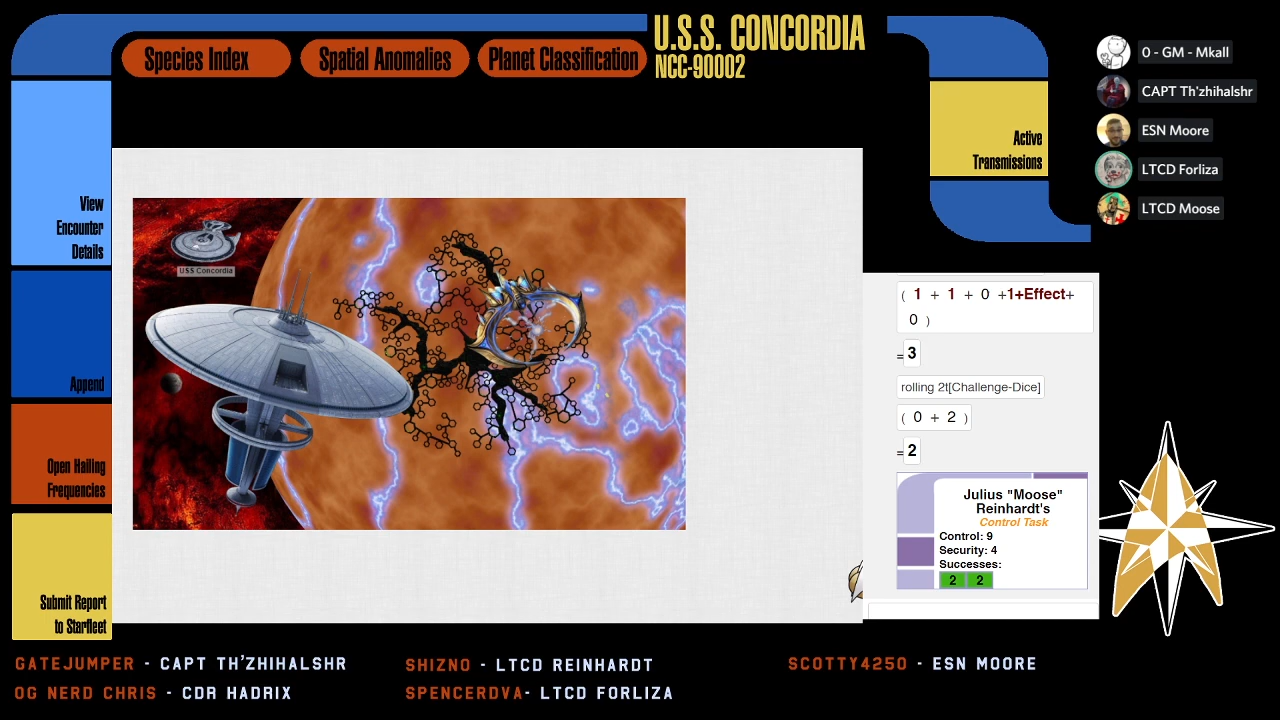 Species Index
Spatial Anomalies
Planet Classification
U.S.S. CONCORDIA
NCC-90002
View
Encounter
Details
Append
Open Hailing
Frequencies
Submit Report
to Starfleet
USS Concordia
Active
Transmissions
0 - GM - Mkall
CAPT Th'zhihalshr
ESN Moore
LTCD Forliza
LTCD Moose
( 1 + 1 + 0 +1+Effect+
0 )
=3
rolling 2t[Challenge-Dice]
( 0 + 2 )
=2
Julius "Moose"
Reinhardt's
Control Task
Control: 9
Security: 4
Successes:
2 2
GATEJUMPER - CAPT TH'ZHIHALSHR
SHIZNO - LTCD REINHARDT
SCOTTY4250 - ESN MOORE
OG NERD CHRIS - CDR HADRIX
SPENCERDVA- LTCD FORLIZA